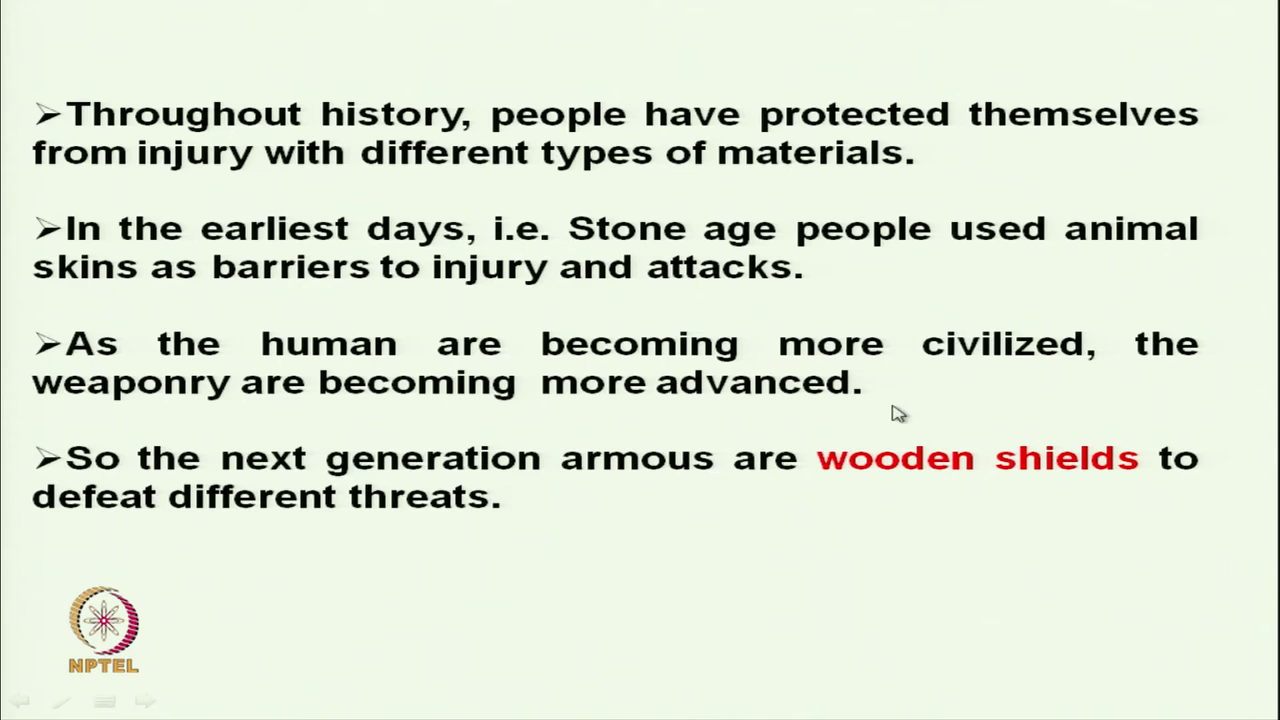 ➢Throughout history, people have protected themselves
from injury with different types of materials.
➢In the earliest days, i.e. Stone age people used animal
skins as barriers to injury and attacks.
➢As the human are becoming more civilized, the
weaponry are becoming more advanced.
➢So the next generation armous are wooden shields to
defeat different threats.
NPTEL